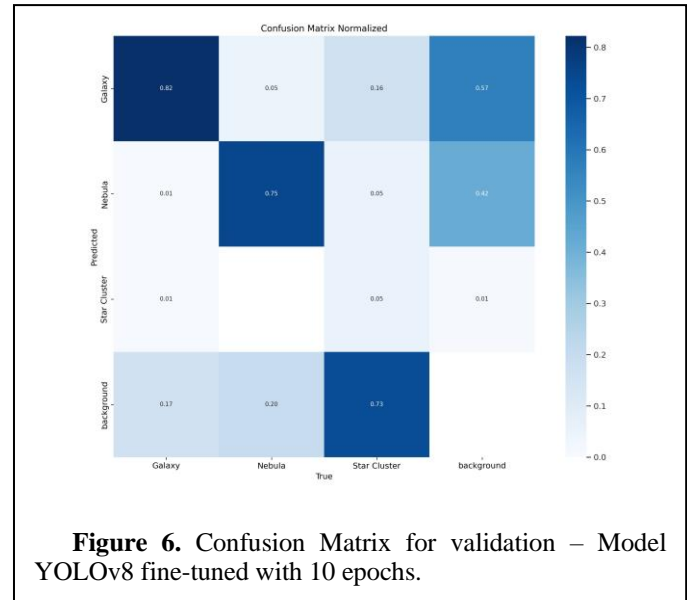 Confusion Matrix Normalized
Galaxy
0.82
0.05
0.16
0.57
Nebula
0.01
0.75
0.05
0.42
Star Cluster
0.01
0.05
0.01
background
0.17
0.20
0.73
Predicted
Galaxy
Nebula
Star Cluster
background
True
0.8
0.7
0.6
0.5
0.4
0.3
0.2
0.1
0.0
Figure 6. Confusion Matrix for validation – Model
YOLOv8 fine-tuned with 10 epochs.